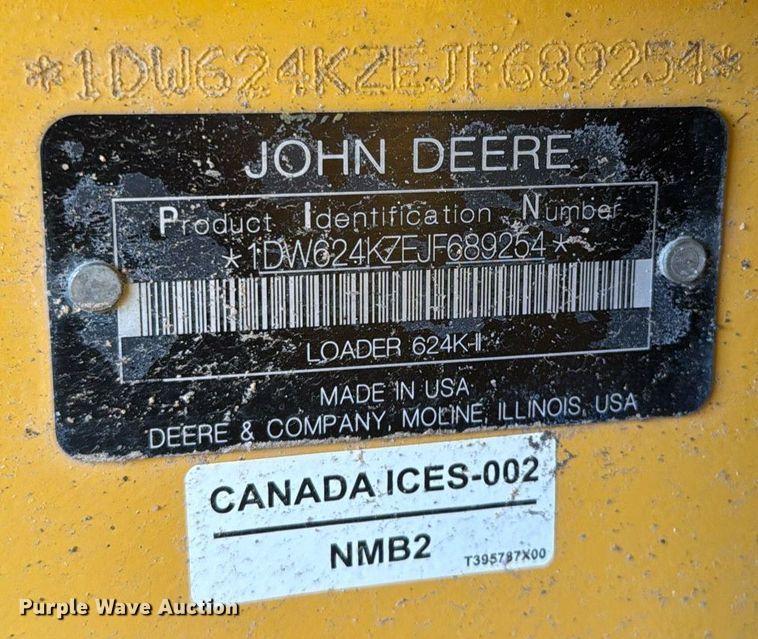 *1DW624KZEJF689254*
JOHN DEERE
Product Identification Number
*1DW624KZEJF689254*
LOADER 624K-II
MADE IN USA
DEERE & COMPANY, MOLINE, ILLINOIS, USA
CANADA ICES-002
NMB2
T395787X00
Purple Wave Auction